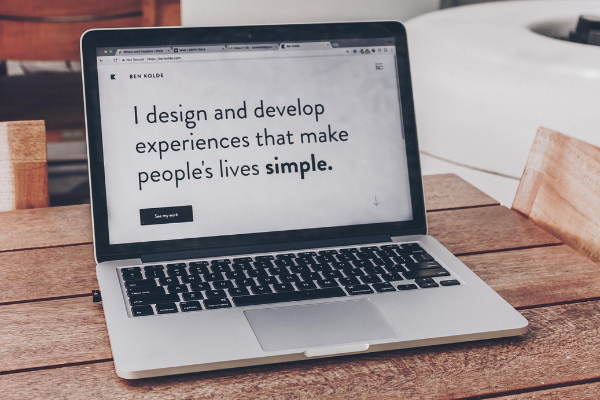 BEN KOLDE
I design and develop
experiences that make
people's lives simple.
See my work